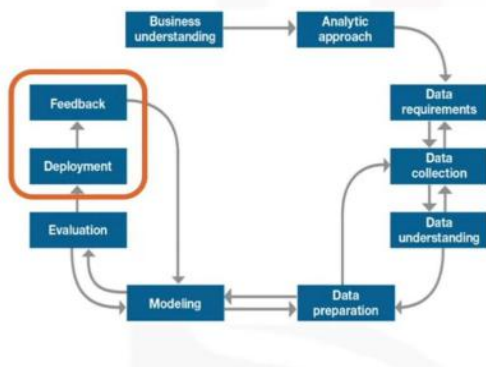 Business
understanding
Analytic
approach
Feedback
Data
requirements
Deployment
Data
collection
Evaluation
Data
understanding
Modeling
Data
preparation